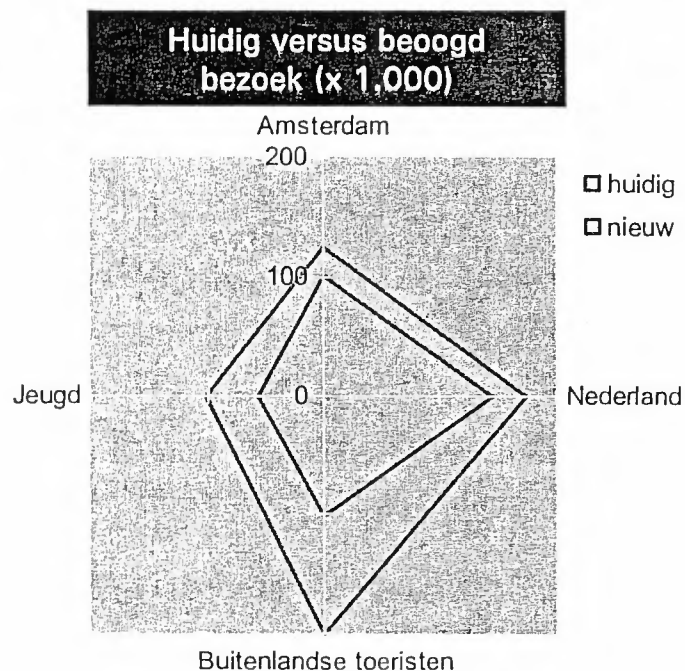 Huidig versus beoogd
bezoek (x 1.000)
Amsterdam
200
huidig
nieuw
100
Jeugd
0
Nederland
Buitenlandse toeristen